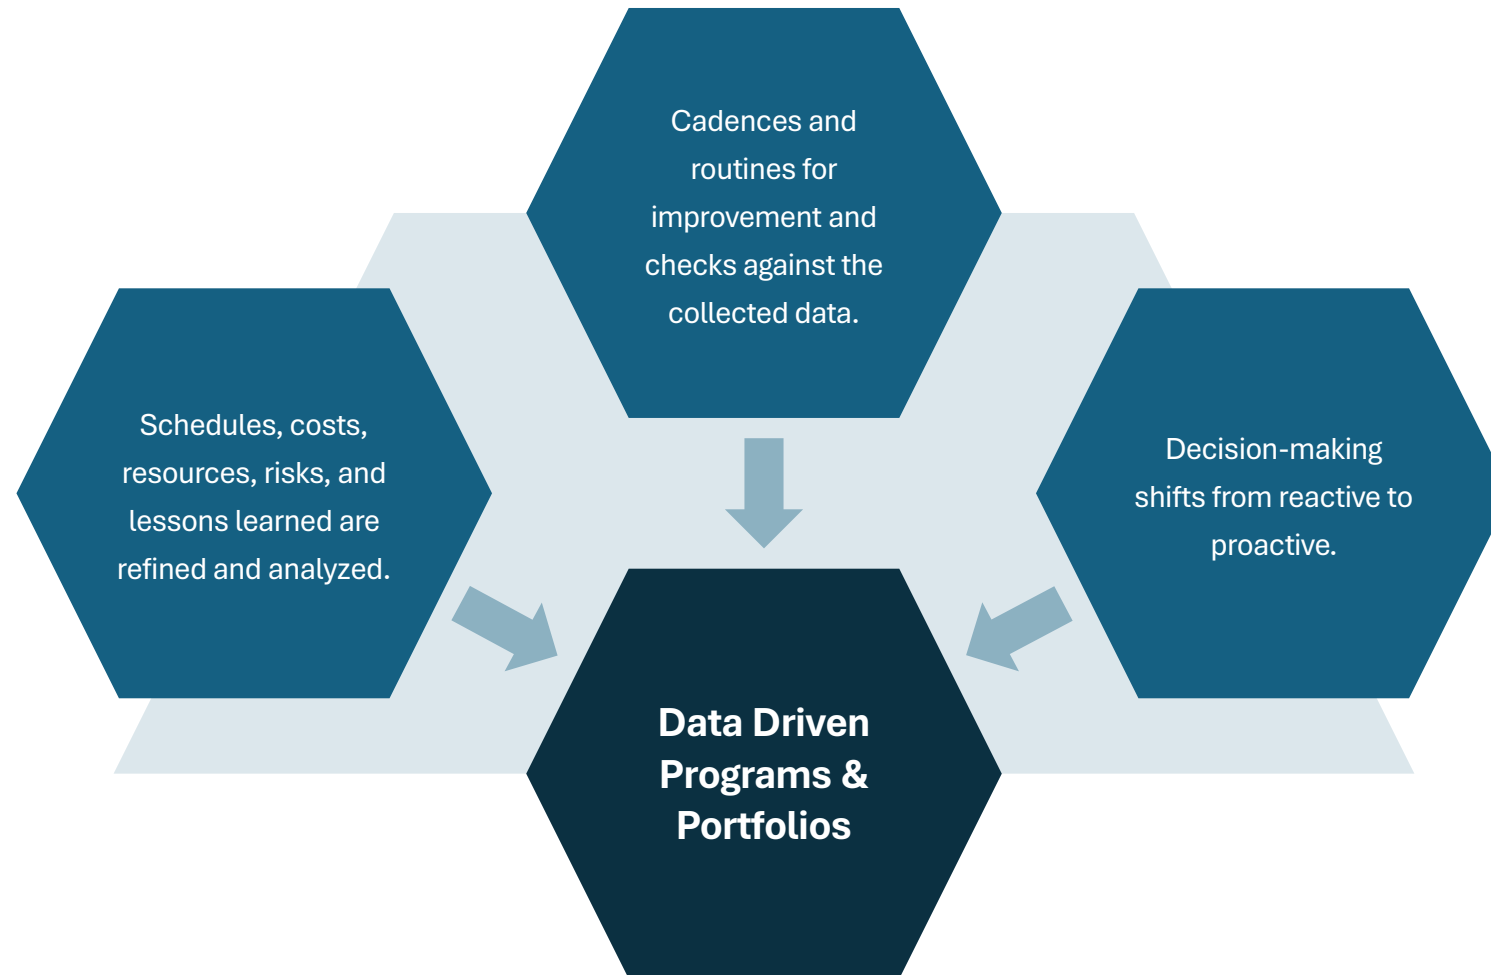 Cadences and
routines for
improvement and
checks against the
collected data.
Schedules, costs,
resources, risks, and
lessons learned are
refined and analyzed.
Decision-making
shifts from reactive to
proactive.
Data Driven
Programs &
Portfolios